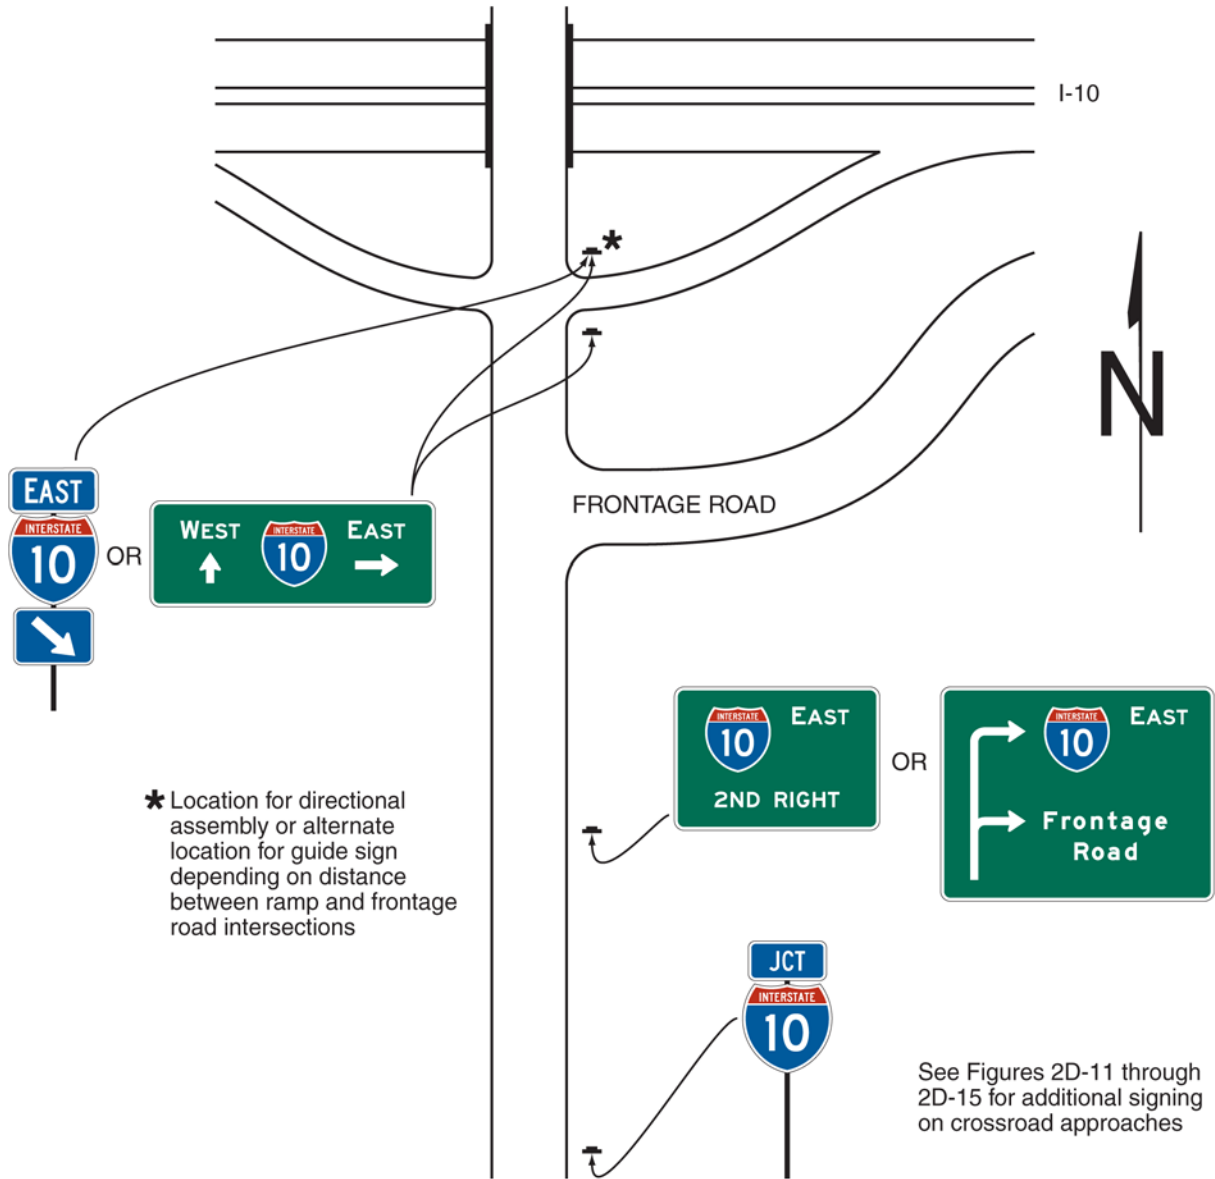 I-10
N
FRONTAGE ROAD
EAST
INTERSTATE
10
OR
WEST
INTERSTATE
10
EAST
INTERSTATE
10
EAST
2ND RIGHT
OR
INTERSTATE
10
EAST
Frontage
Road
* Location for directional
assembly or alternate
location for guide sign
depending on distance
between ramp and frontage
road intersections
JCT
INTERSTATE
10
See Figures 2D-11 through
2D-15 for additional signing
on crossroad approaches